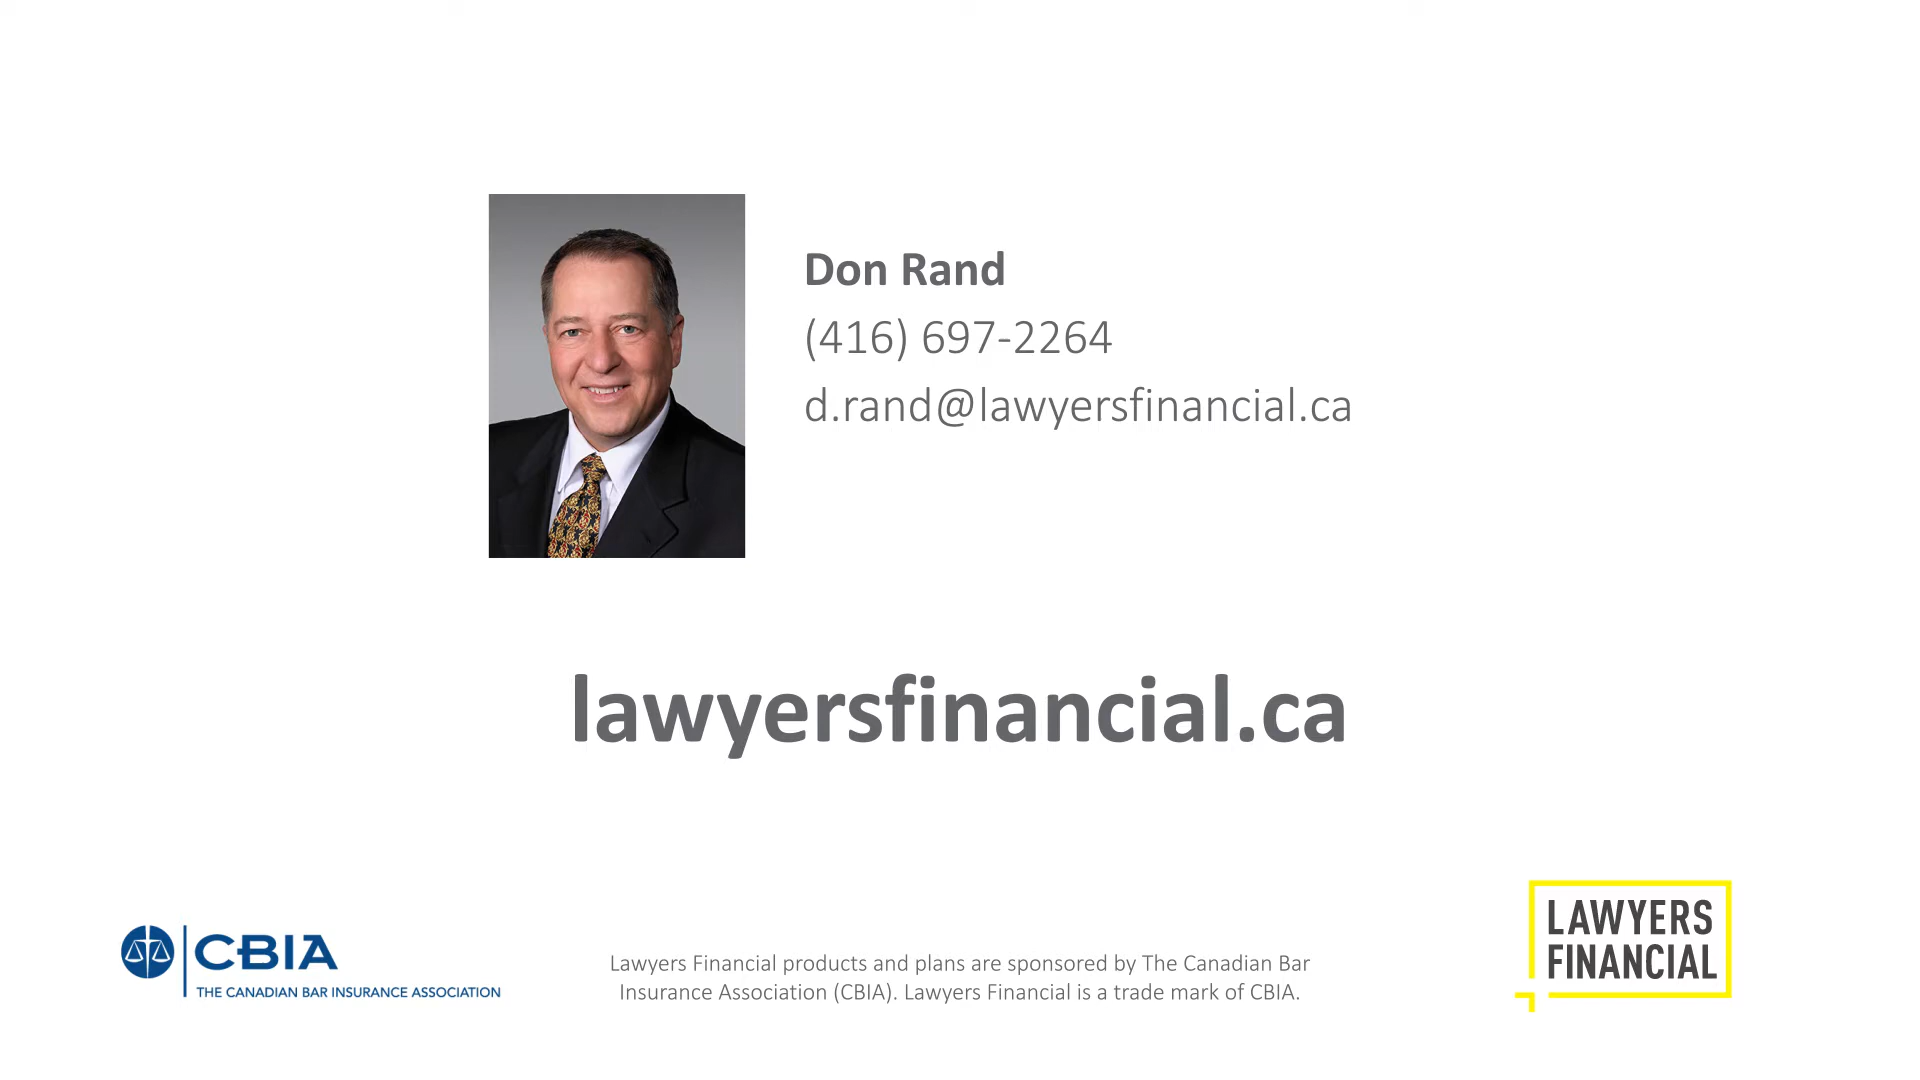 Don Rand
(416) 697-2264
d.rand@lawyersfinancial.ca
lawyersfinancial.ca
CBIA
THE CANADIAN BAR INSURANCE ASSOCIATION
Lawyers Financial products and plans are sponsored by The Canadian Bar
Insurance Association (CBIA). Lawyers Financial is a trade mark of CBIA.
LAWYERS
FINANCIAL